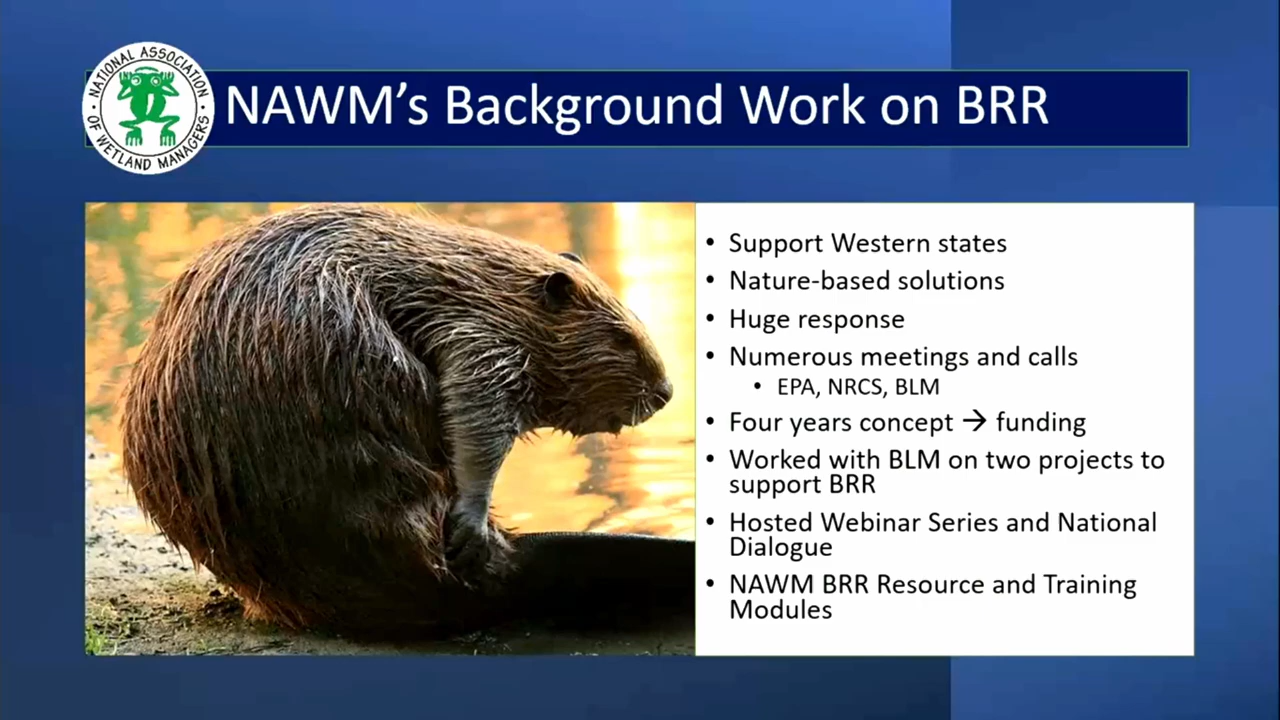 NATIONAL ASSOCIATION
OF WETLAND MANAGERS
NAWM's Background Work on BRR
• Support Western states
• Nature-based solutions
• Huge response
• Numerous meetings and calls
• EPA, NRCS, BLM
• Four years concept → funding
• Worked with BLM on two projects to
support BRR
• Hosted Webinar Series and National
Dialogue
• NAWM BRR Resource and Training
Modules